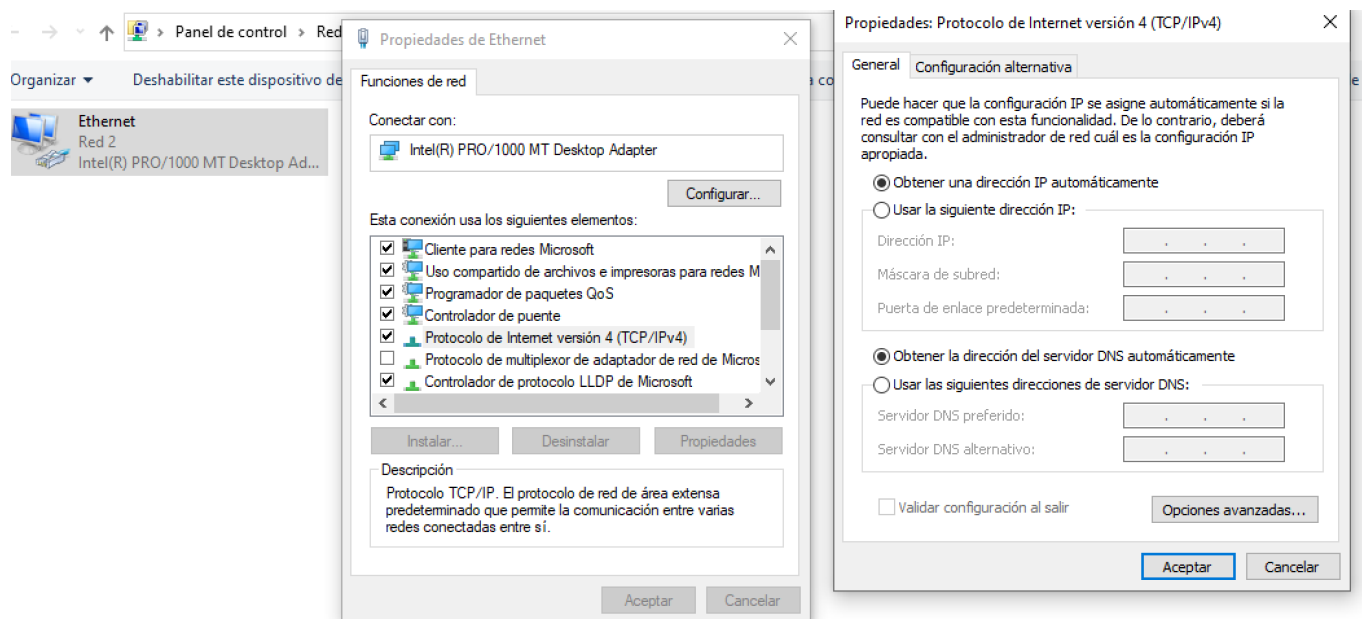 Panel de control
Red
Organizar
Deshabilitar este dispositivo de
Ethernet
Red 2
Intel(R) PRO/1000 MT Desktop Ad...
Propiedades de Ethernet
Funciones de red
Conectar con:
Intel(R) PRO/1000 MT Desktop Adapter
Configurar...
Esta conexión usa los siguientes elementos:
Cliente para redes Microsoft
Uso compartido de archivos e impresoras para redes M
Programador de paquetes QoS
Controlador de puente
Protocolo de Internet versión 4 (TCP/IPv4)
Protocolo de multiplexor de adaptador de red de Micros
Controlador de protocolo LLDP de Microsoft
Instalar...
Desinstalar
Propiedades
Descripción
Protocolo TCP/IP. El protocolo de red de área extensa
predeterminado que permite la comunicación entre varias
redes conectadas entre sí.
Aceptar
Cancelar
a co
Propiedades: Protocolo de Internet versión 4 (TCP/IPv4)
General
Configuración alternativa
Puede hacer que la configuración IP se asigne automáticamente si la
red es compatible con esta funcionalidad. De lo contrario, deberá
consultar con el administrador de red cuál es la configuración IP
apropiada.
Obtener una dirección IP automáticamente
Usar la siguiente dirección IP:
Dirección IP:
Máscara de subred:
Puerta de enlace predeterminada:
Obtener la dirección del servidor DNS automáticamente
Usar las siguientes direcciones de servidor DNS:
Servidor DNS preferido:
Servidor DNS alternativo:
Validar configuración al salir
Opciones avanzadas...
Aceptar
Cancelar
e